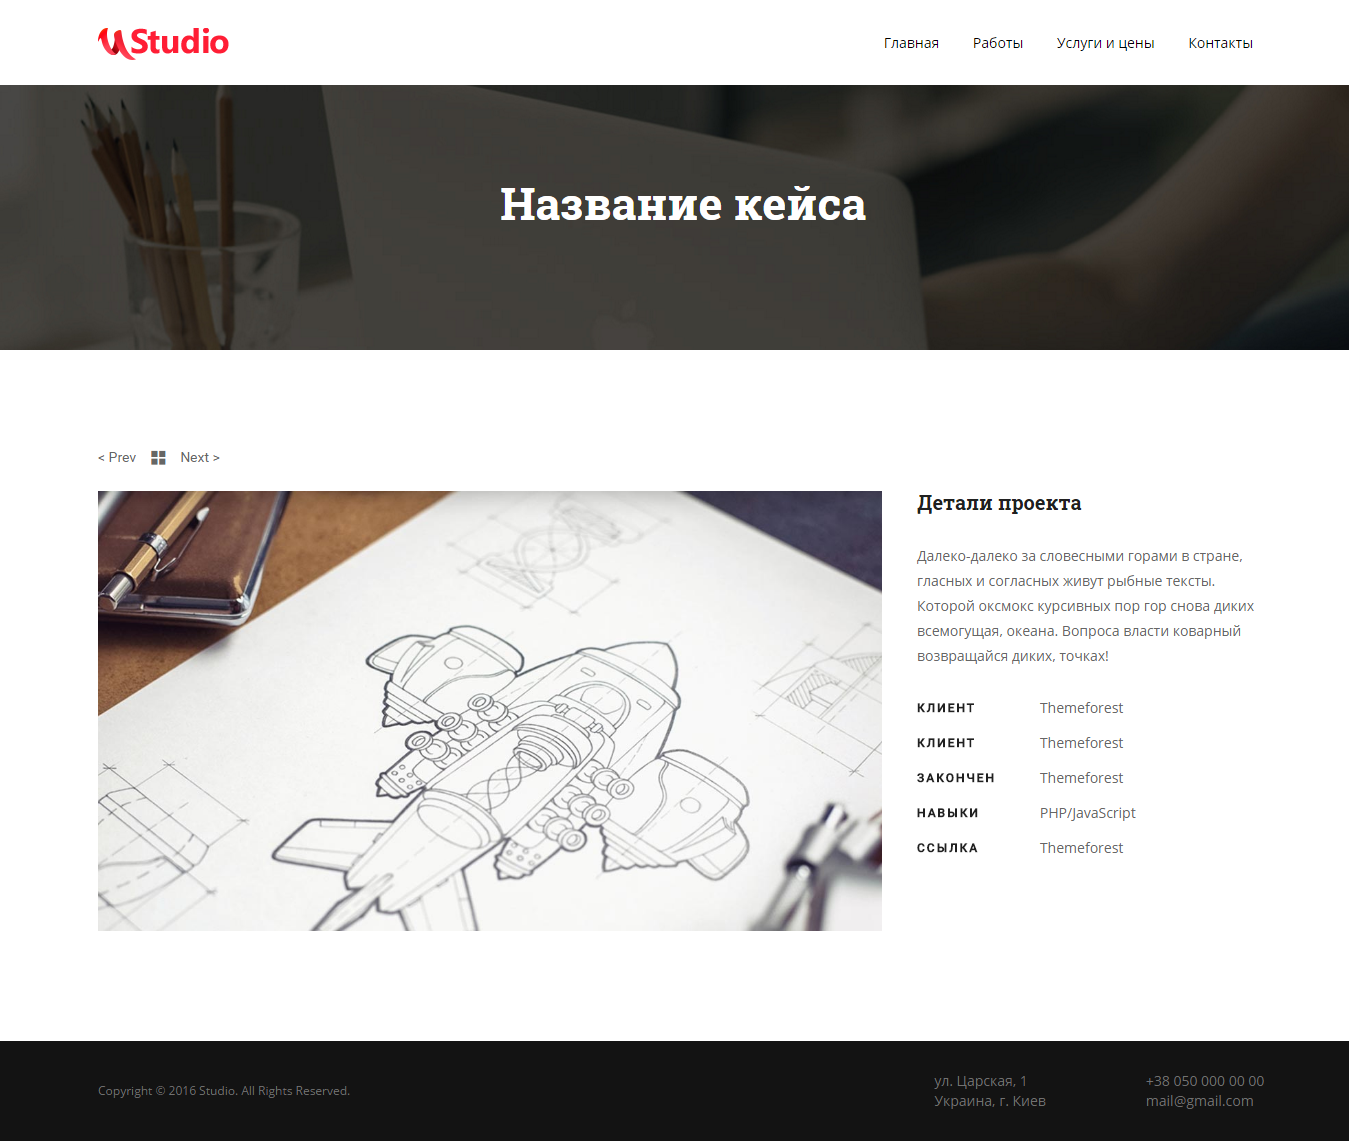 Studio
Главная Работы Услуги и цены Контакты
Название кейса
< Prev Next >
Детали проекта
Далеко-далеко за словесными горами в стране,
гласных и согласных живут рыбные тексты.
Которой оксмокс курсивных пор гор снова диких
всемогущая, океана. Вопроса власти коварный
возвращайся диких, точках!
КЛИЕНТ Themeforest
КЛИЕНТ Themeforest
ЗАКОНЧЕН Themeforest
НАВЫКИ PHP/JavaScript
ССЫЛКА Themeforest
Copyright © 2016 Studio. All Rights Reserved.
ул. Царская, 1
Украина, г. Киев
+38 050 000 00 00
mail@gmail.com